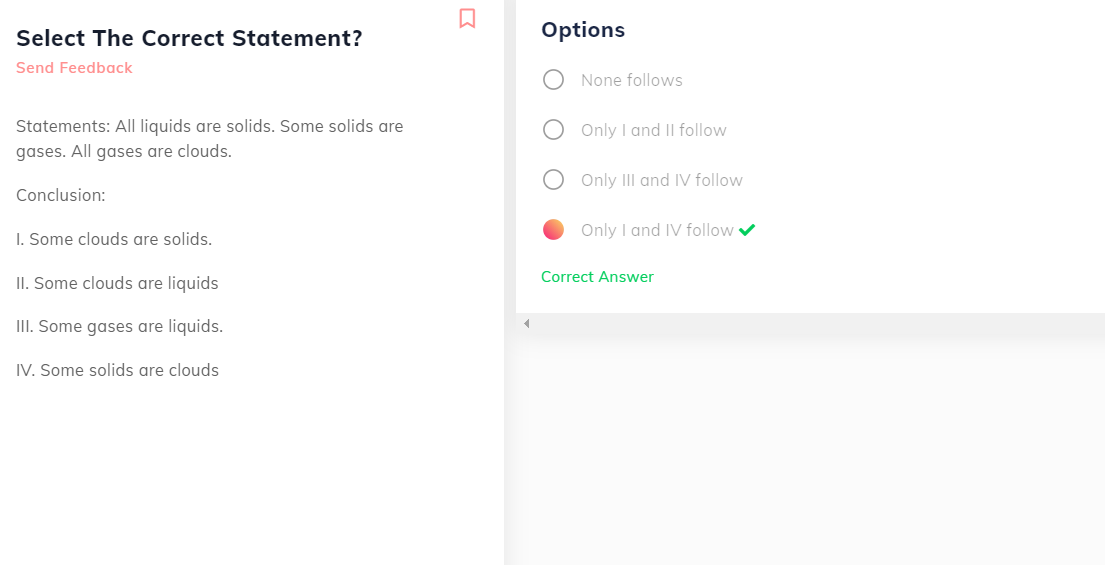 Select The Correct Statement?
Send Feedback
Statements: All liquids are solids. Some solids are
gases. All gases are clouds.
Conclusion:
I. Some clouds are solids.
II. Some clouds are liquids
III. Some gases are liquids.
IV. Some solids are clouds
Options
None follows
Only I and II follow
Only III and IV follow
Only I and IV follow
Correct Answer